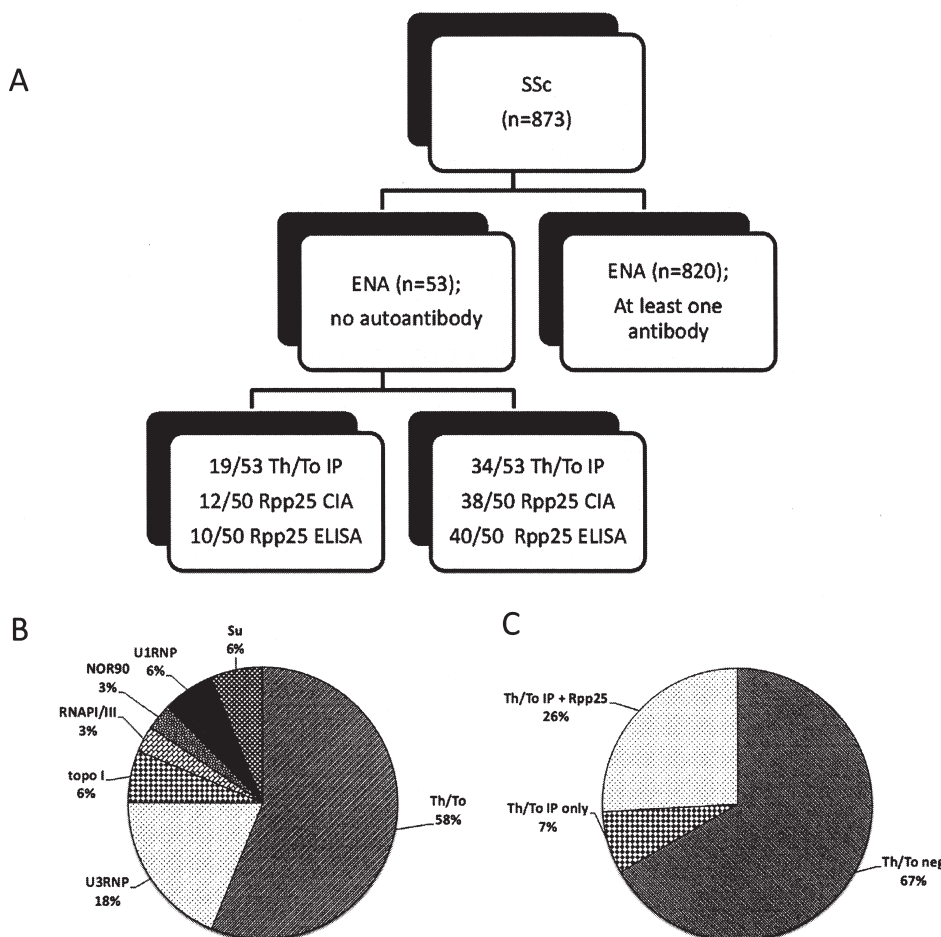 A
SSc
(n=873)
ENA (n=53);
no autoantibody
ENA (n=820);
At least one
antibody
19/53 Th/To IP
12/50 Rpp25 CIA
10/50 Rpp25 ELISA
34/53 Th/To IP
38/50 Rpp25 CIA
40/50 Rpp25 ELISA
B
Su
6%
U1RNP
6%
NOR90
3%
RNAPI/III
3%
topo I
6%
Th/To
58%
U3RNP
18%
C
Th/To IP + Rpp25
26%
Th/To IP only
7%
Th/To neg
67%